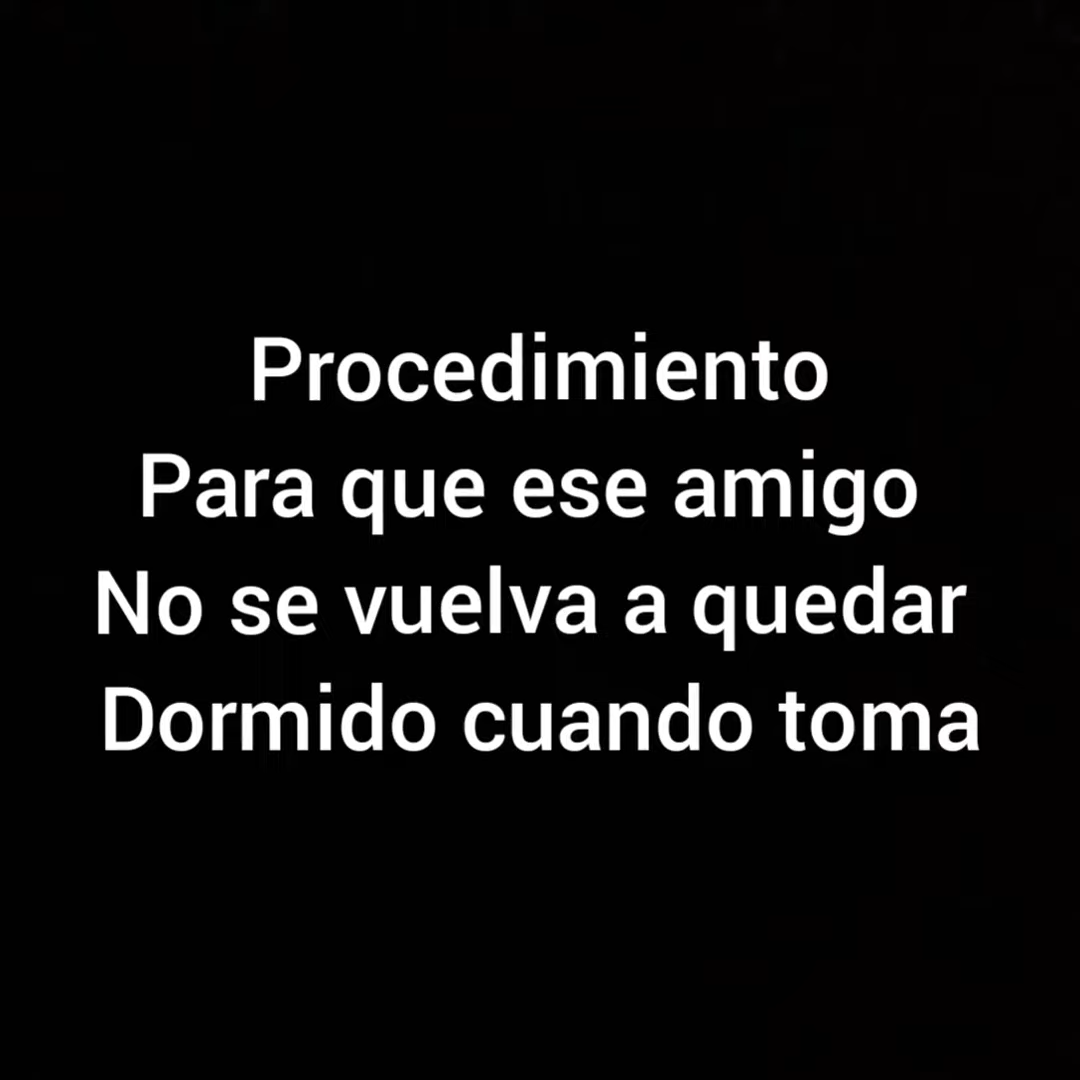 Procedimiento
Para que ese amigo
No se vuelva a quedar
Dormido cuando toma